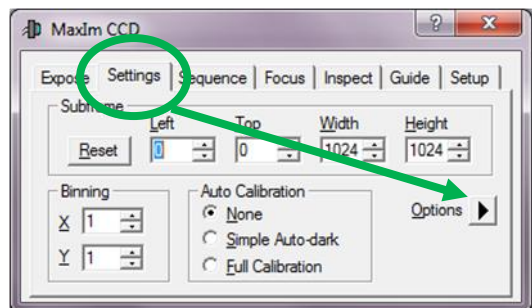 MaxIm CCD
Expose Settings Sequence Focus Inspect Guide Setup
Subframe
Left Top Width Height
Reset 0 0 1024 1024
Binning Auto Calibration
X 1 None Options
Simple Auto-dark
Y 1 Full Calibration